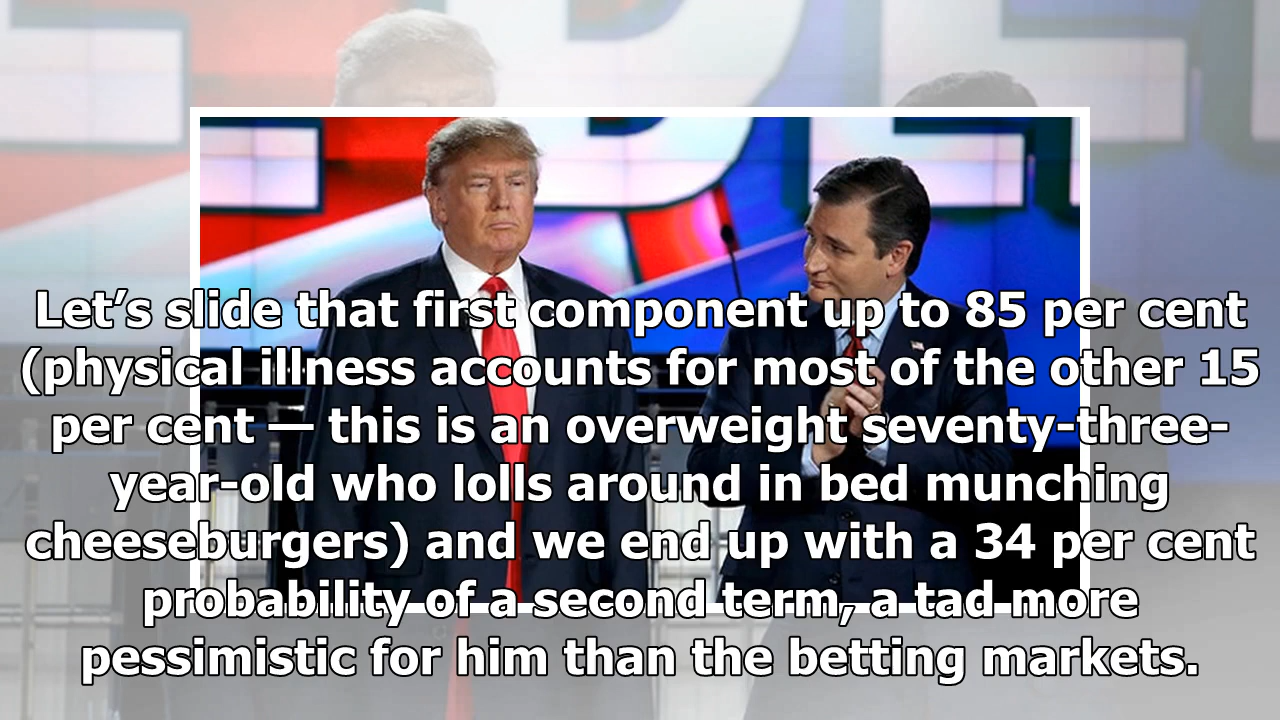 Let’s slide that first component up to 85 per cent
(physical illness accounts for most of the other 15
per cent — this is an overweight seventy-three-
year-old who lolls around in bed munching
cheeseburgers) and we end up with a 34 per cent
probability of a second term, a tad more
pessimistic for him than the betting markets.